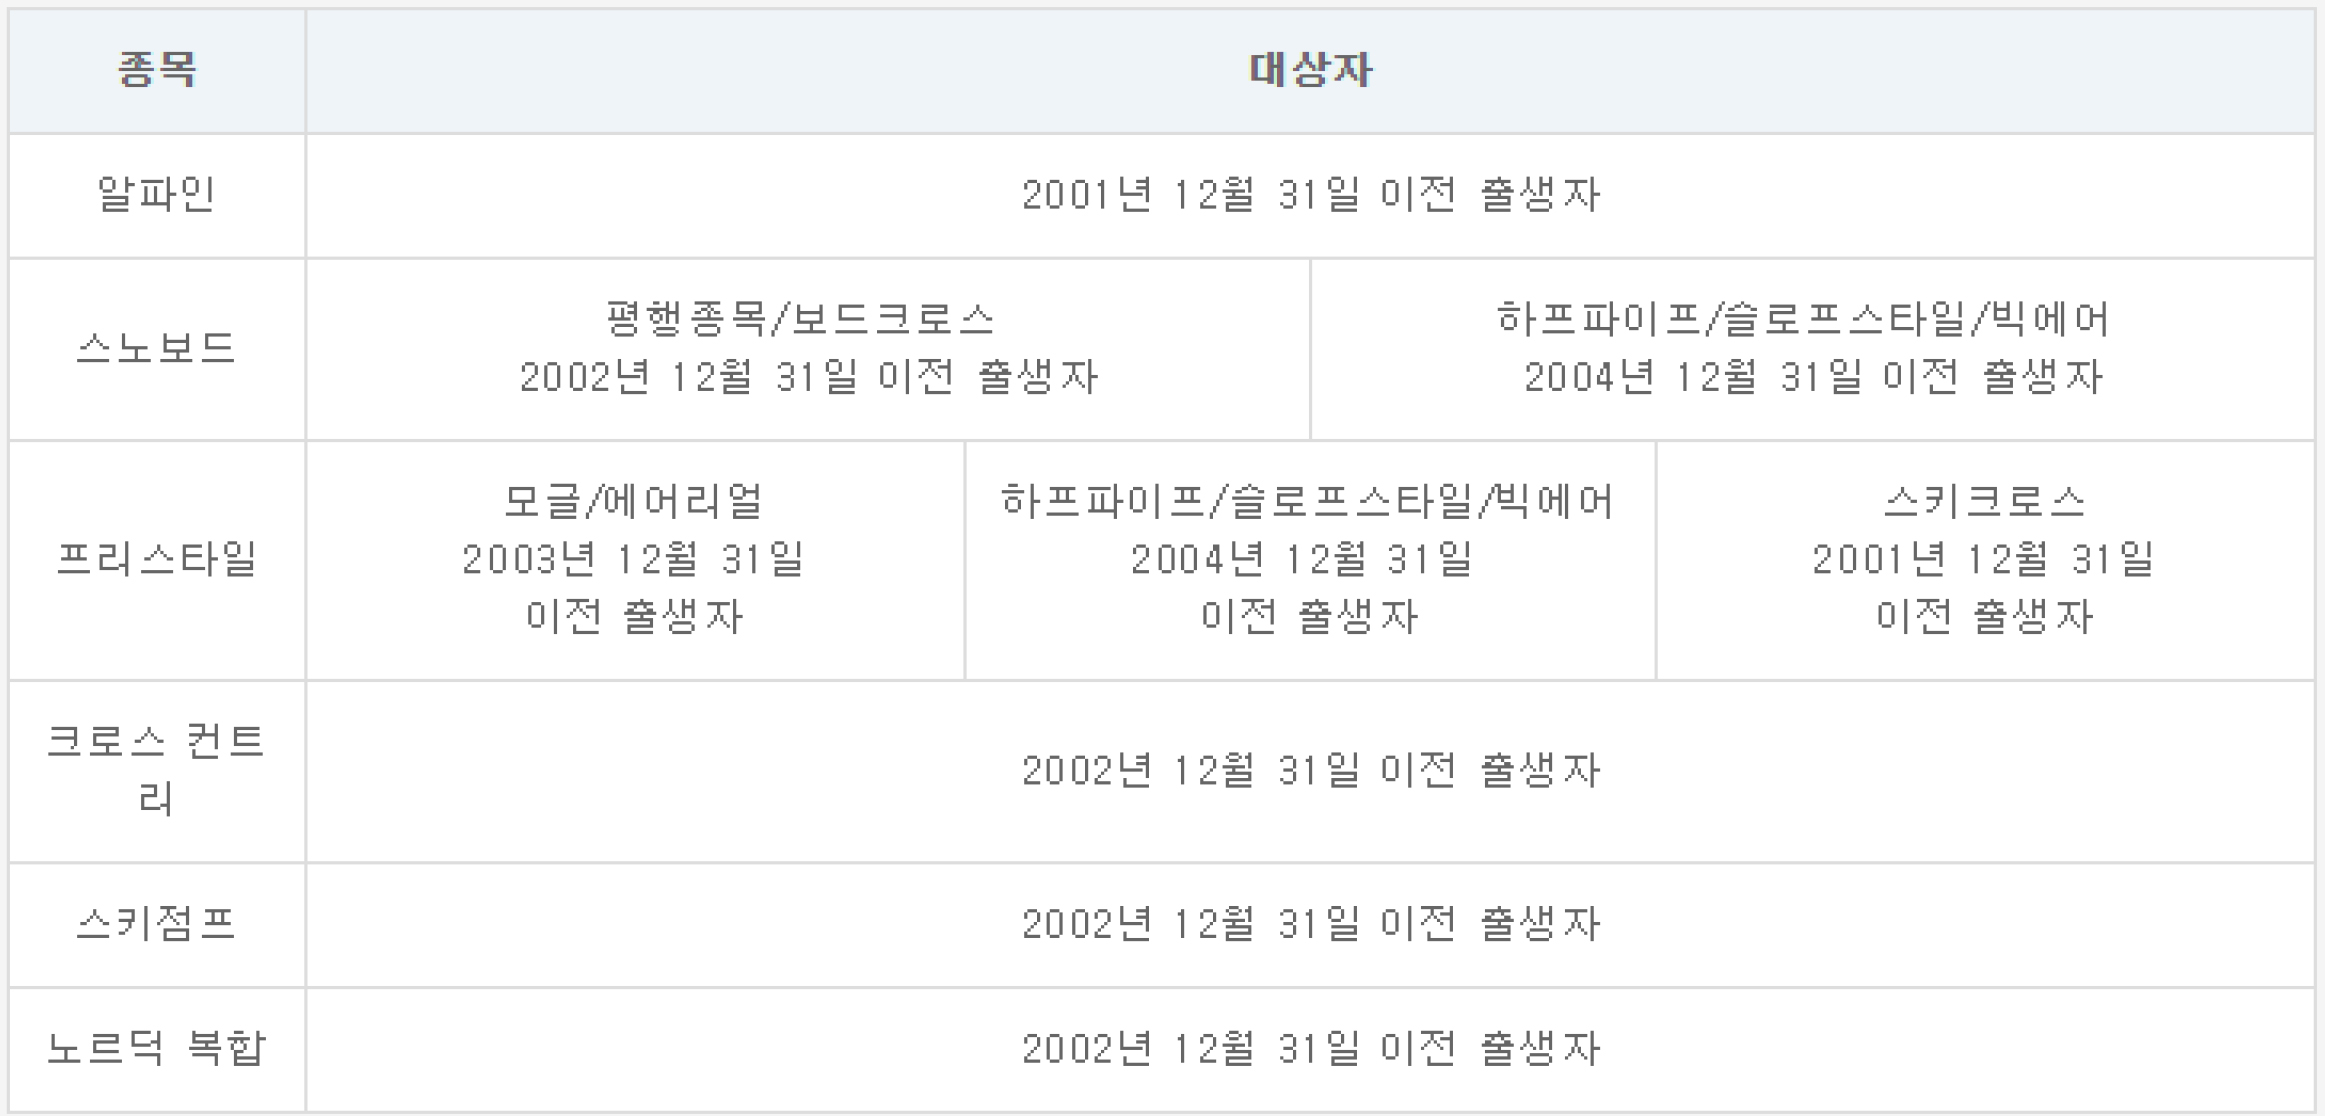 종목
대상자
알파인
2001년 12월 31일 이전 출생자
스노보드
평행종목/보드크로스
2002년 12월 31일 이전 출생자
하프파이프/슬로프스타일/빅에어
2004년 12월 31일 이전 출생자
프리스타일
모글/에어리얼
2003년 12월 31일
이전 출생자
하프파이프/슬로프스타일/빅에어
2004년 12월 31일
이전 출생자
스키크로스
2001년 12월 31일
이전 출생자
크로스 컨트
리
2002년 12월 31일 이전 출생자
스키점프
2002년 12월 31일 이전 출생자
노르딕 복합
2002년 12월 31일 이전 출생자